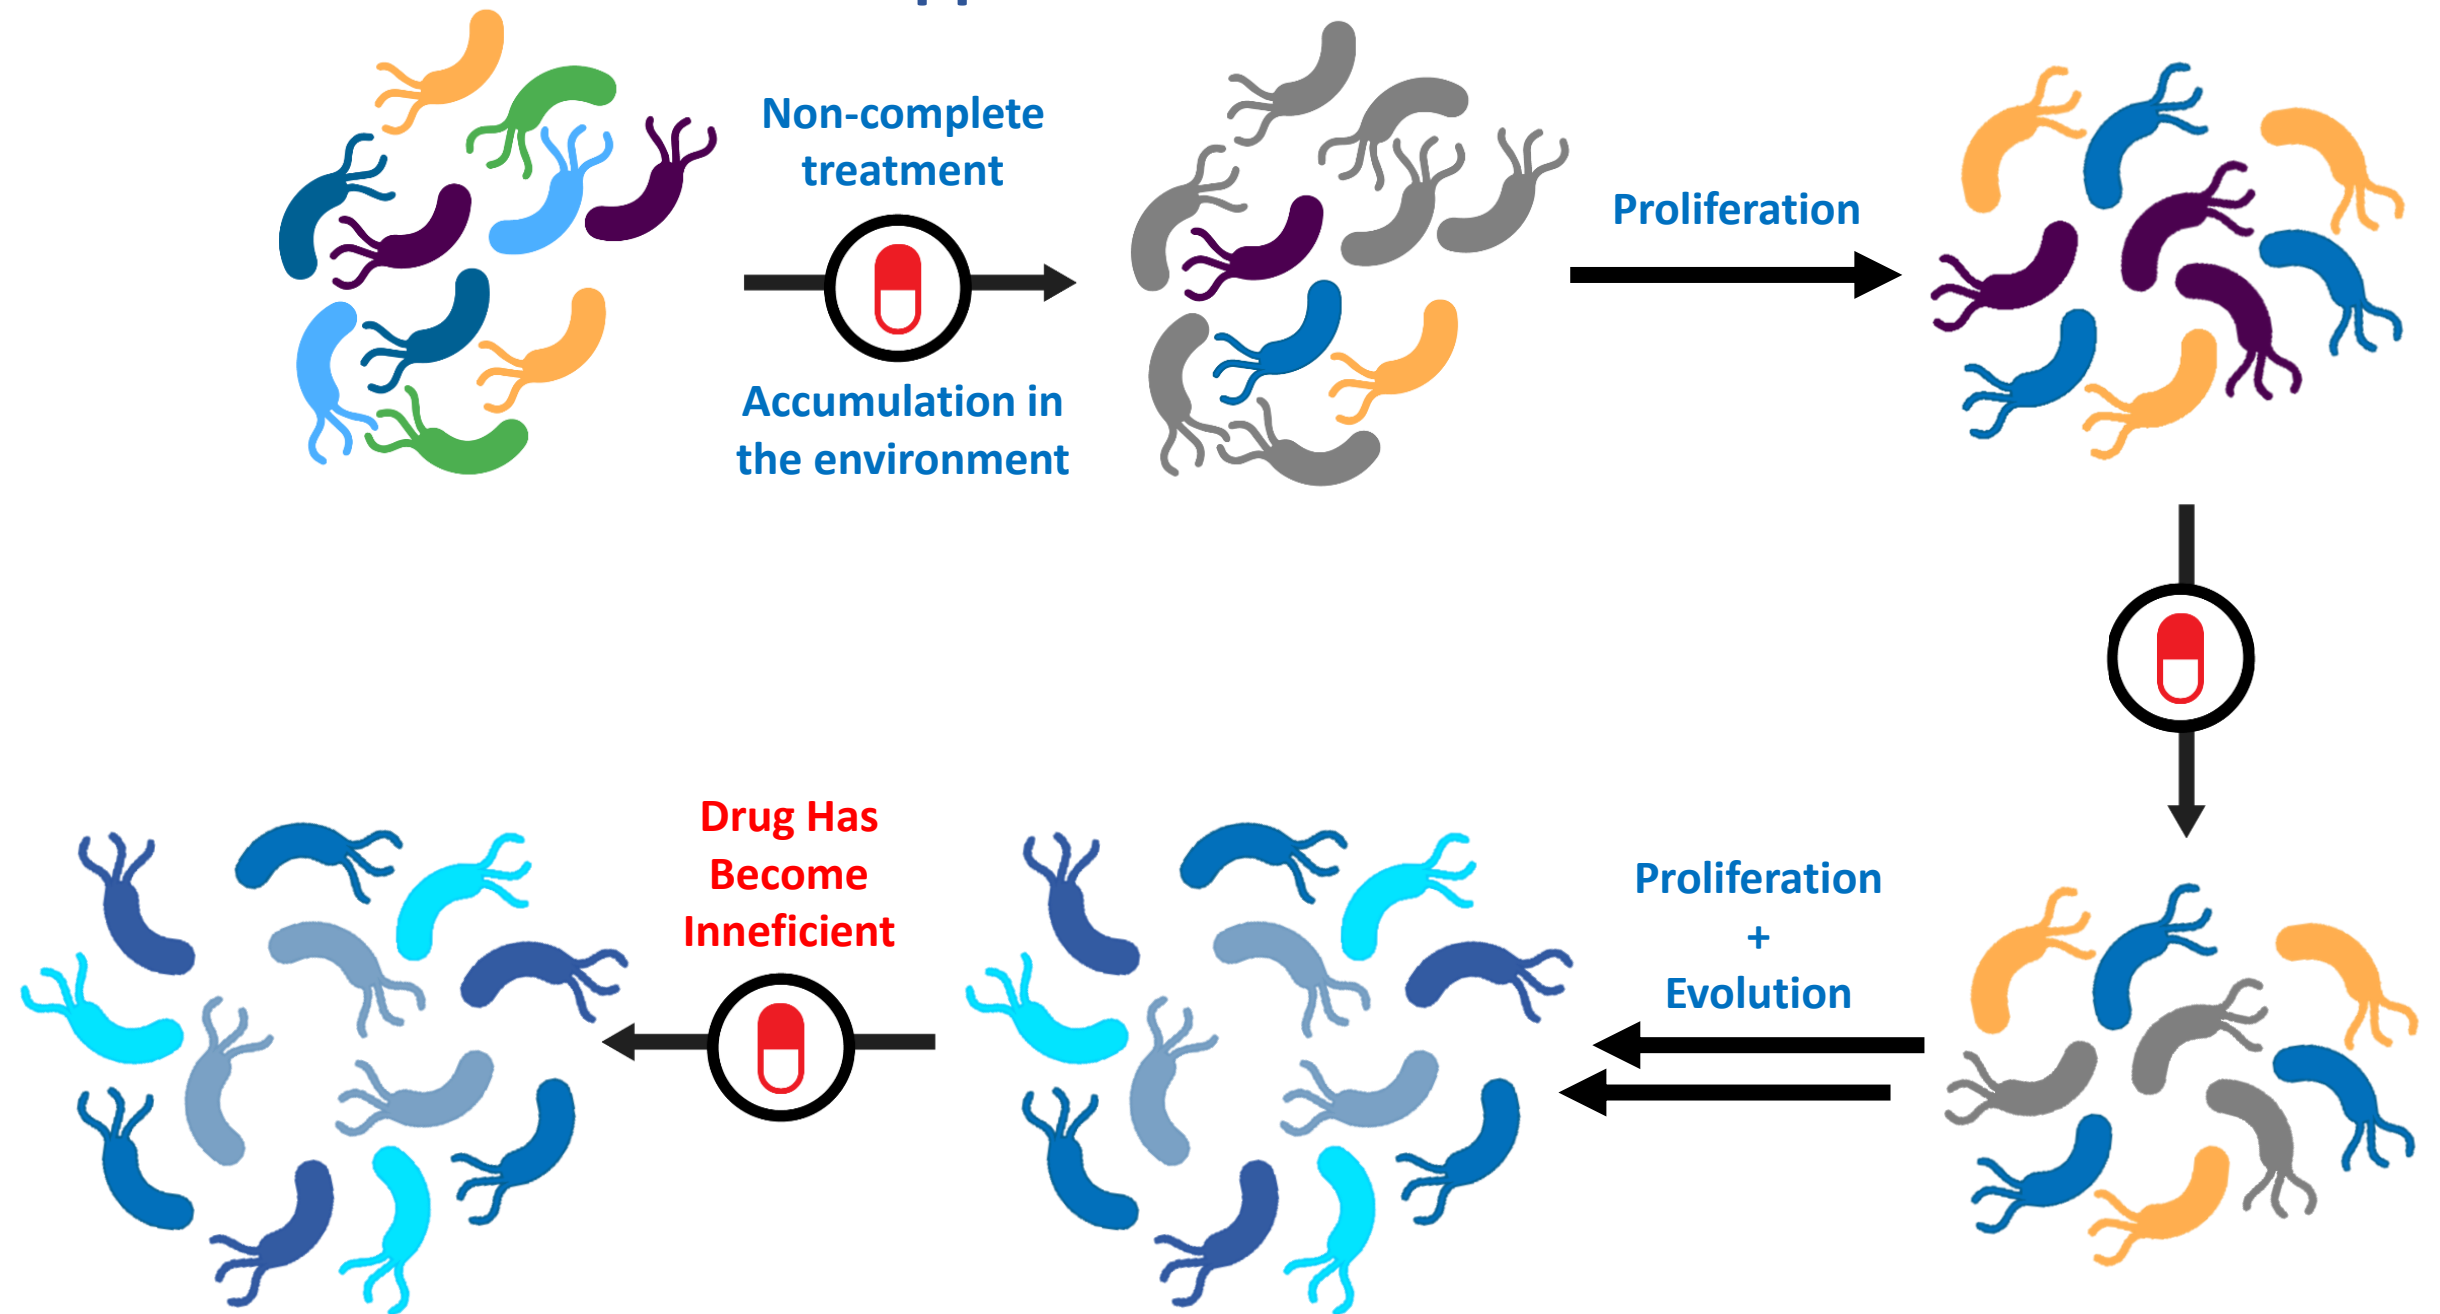 Non-complete
treatment
Accumulation in
the environment
Proliferation
Proliferation
+
Evolution
Drug Has
Become
Inneficient